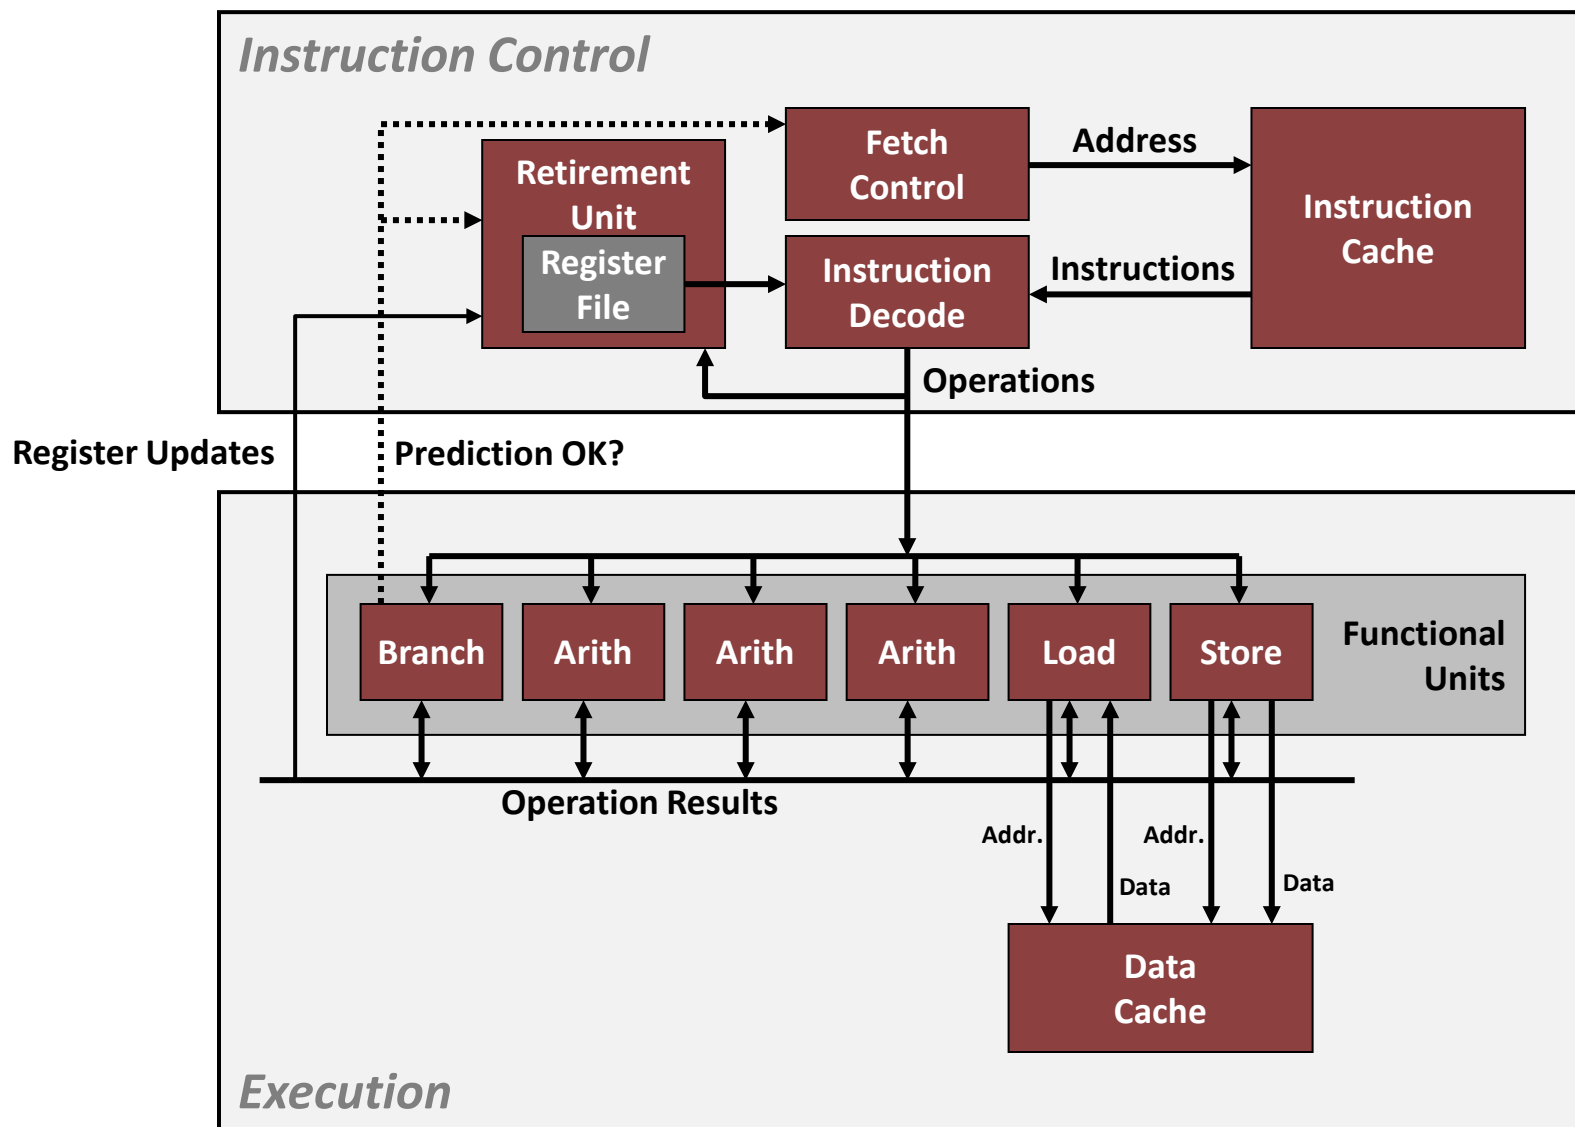 Instruction Control
Fetch
Control
Address
Instruction
Cache
Retirement
Unit
Register
File
Instruction
Decode
Instructions
Operations
Register Updates
Prediction OK?
Branch
Arith
Arith
Arith
Load
Store
Functional
Units
Operation Results
Addr.
Data
Addr.
Data
Data
Cache
Execution